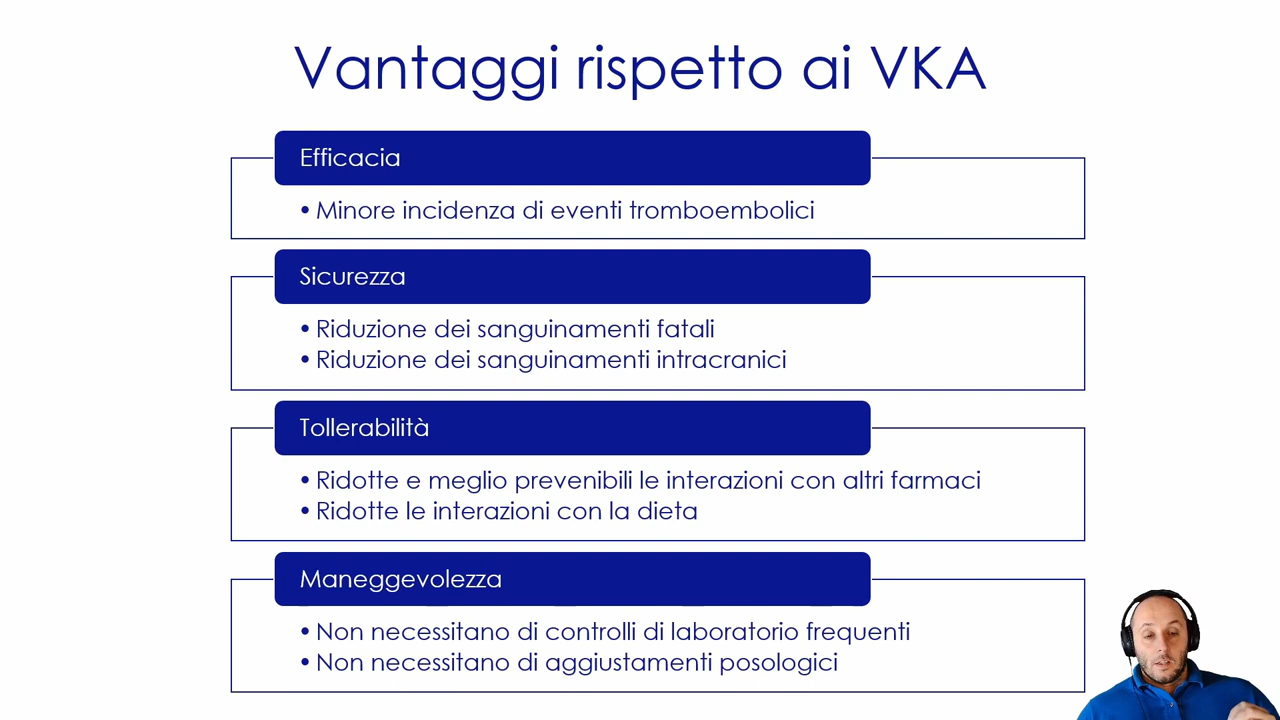 Vantaggi rispetto ai VKA
Efficacia
• Minore incidenza di eventi tromboembolici
Sicurezza
• Riduzione dei sanguinamenti fatali
• Riduzione dei sanguinamenti intracranici
Tollerabilità
• Ridotte e meglio prevenibili le interazioni con altri farmaci
• Ridotte le interazioni con la dieta
Maneggevolezza
• Non necessitano di controlli di laboratorio frequenti
• Non necessitano di aggiustamenti posologici